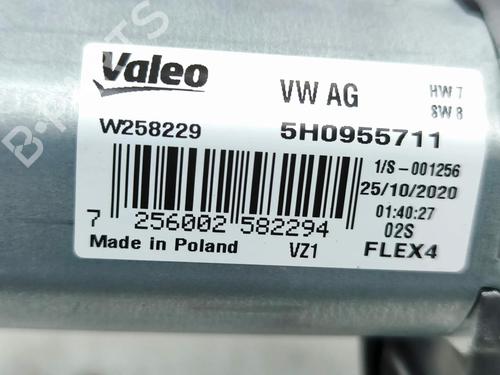 Valeo
VW AG
HW 7
SW 8
W258229
5H0955711
1/S-001256
25/10/2020
7 256002 582294
01:40:27
02S
Made in Poland
VZ1
FLEX4